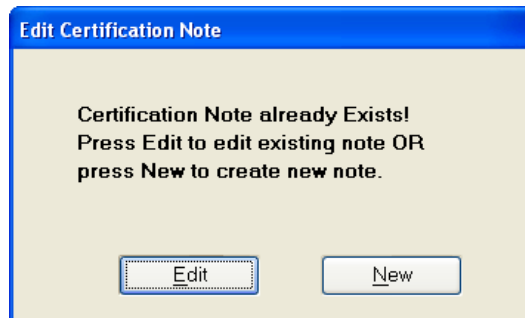 Edit Certification Note
Certification Note already Exists!
Press Edit to edit existing note OR
press New to create new note.
Edit New